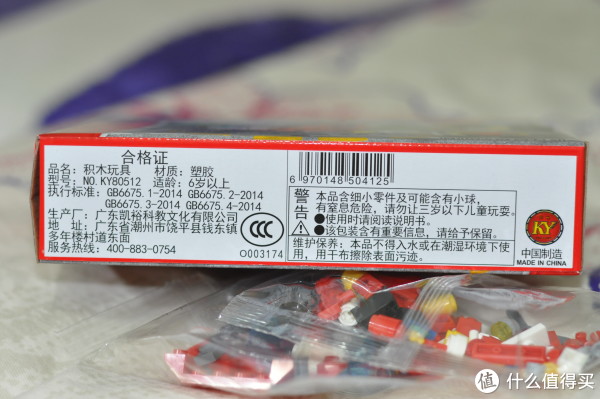 合格证
品名：积木玩具 材质：塑胶
型号：NO.KY80512 适龄：6岁以上
执行标准：GB6675.1-2014 GB6675.2-2014
GB6675.3-2014 GB6675.4-2014
生产厂：广东凯裕科教文化有限公司
地 址：广东省潮州市饶平县钱东镇
多年楼村道东面
服务热线：400-883-0754
CCC
O003174
6 970148 504125
警告
本品含细小零件及可能含有小球，
有窒息危险，请勿让三岁以下儿童玩耍。
●使用时请阅读说明书。
●该包装含有重要信息，请给予保留。
维护保养：本品不得入水或在潮湿环境下使
用，用干布擦除表面污迹。
KY
中国制造
MADE IN CHINA
值 什么值得买